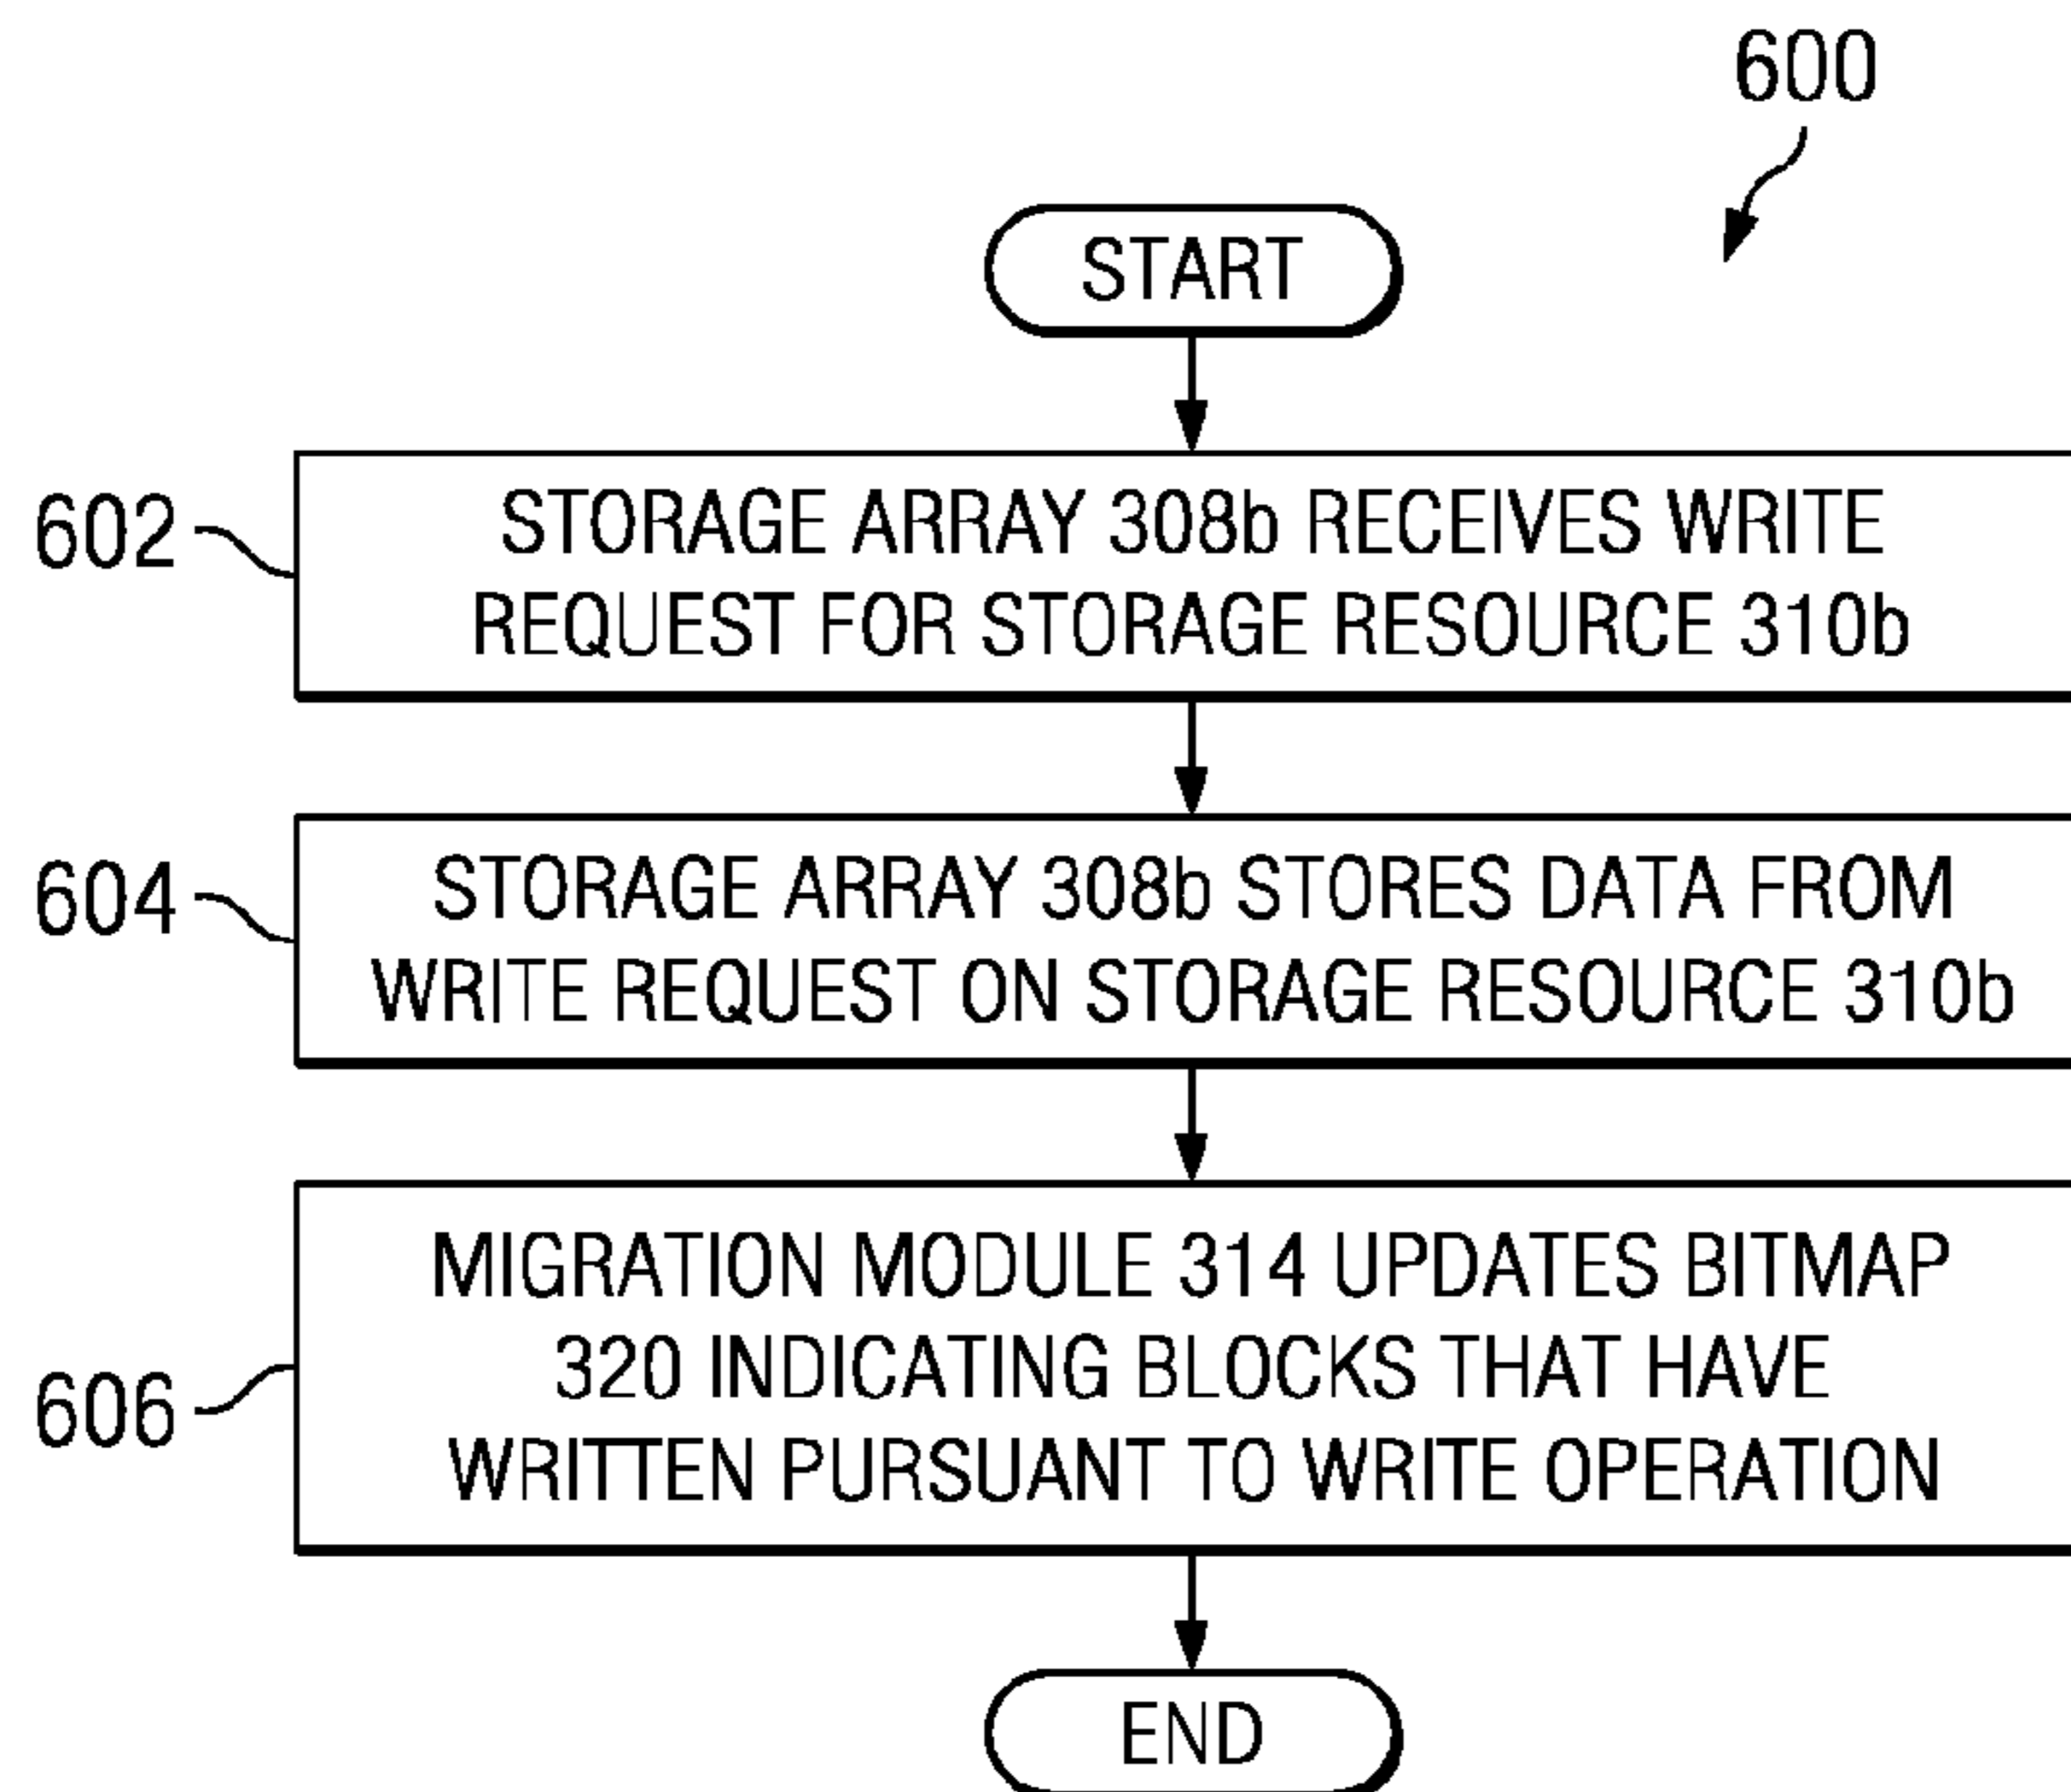 600
START
602
STORAGE ARRAY 308b RECEIVES WRITE
REQUEST FOR STORAGE RESOURCE 310b
604
STORAGE ARRAY 308b STORES DATA FROM
WRITE REQUEST ON STORAGE RESOURCE 310b
606
MIGRATION MODULE 314 UPDATES BITMAP
320 INDICATING BLOCKS THAT HAVE
WRITTEN PURSUANT TO WRITE OPERATION
END